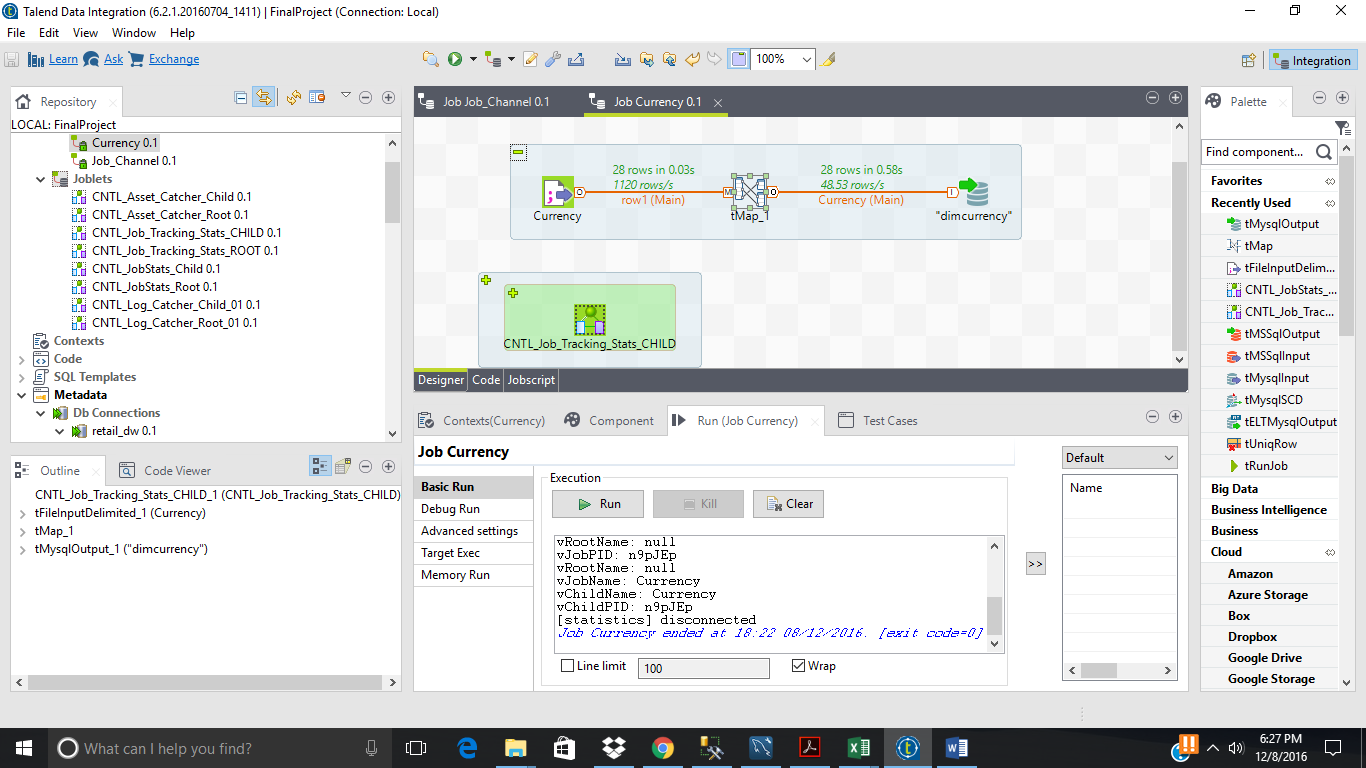 Talend Data Integration (6.2.1.20160704_1411) | FinalProject (Connection: Local)
File Edit View Window Help
Learn Ask Exchange
100%
Integration
Repository
LOCAL: FinalProject
Currency 0.1
Job_Channel 0.1
Joblets
CNTL_Asset_Catcher_Child 0.1
CNTL_Asset_Catcher_Root 0.1
CNTL_Job_Tracking_Stats_CHILD 0.1
CNTL_Job_Tracking_Stats_ROOT 0.1
CNTL_JobStats_Child 0.1
CNTL_JobStats_Root 0.1
CNTL_Log_Catcher_Child_01 0.1
CNTL_Log_Catcher_Root_01 0.1
Contexts
Code
SQL Templates
Metadata
Db Connections
retail_dw 0.1
Outline
Code Viewer
CNTL_Job_Tracking_Stats_CHILD_1 (CNTL_Job_Tracking_Stats_CHILD)
tFileInputDelimited_1 (Currency)
tMap_1
tMysqlOutput_1 ("dimcurrency")
Job Job_Channel 0.1
Job Currency 0.1
28 rows in 0.03s
1120 rows/s
row1 (Main)
28 rows in 0.58s
48.53 rows/s
Currency (Main)
O
M
O
I
Currency
tMap_1
"dimcurrency"
CNTL_Job_Tracking_Stats_CHILD
Designer Code Jobscript
Contexts(Currency)
Component
Run (Job Currency)
Test Cases
Job Currency
Basic Run
Debug Run
Advanced settings
Target Exec
Memory Run
Execution
Run
Kill
Clear
vRootName: null
vJobPID: n9pJEp
vRootName: null
vJobName: Currency
vChildName: Currency
vChildPID: n9pJEp
[statistics] disconnected
Job Currency ended at 18:22 08/12/2016. [exit code=0]
Line limit
100
Wrap
>>
Default
Name
Palette
Find component...
Favorites
Recently Used
tMysqlOutput
tMap
tFileInputDelim...
CNTL_JobStats_...
CNTL_Job_Trac...
tMSSqlOutput
tMSSqlInput
tMysqlInput
tMysqlSCD
tELTMysqlOutput
tUniqRow
tRunJob
Big Data
Business Intelligence
Business
Cloud
Amazon
Azure Storage
Box
Dropbox
Google Drive
Google Storage
What can I help you find?
6:27 PM
12/8/2016